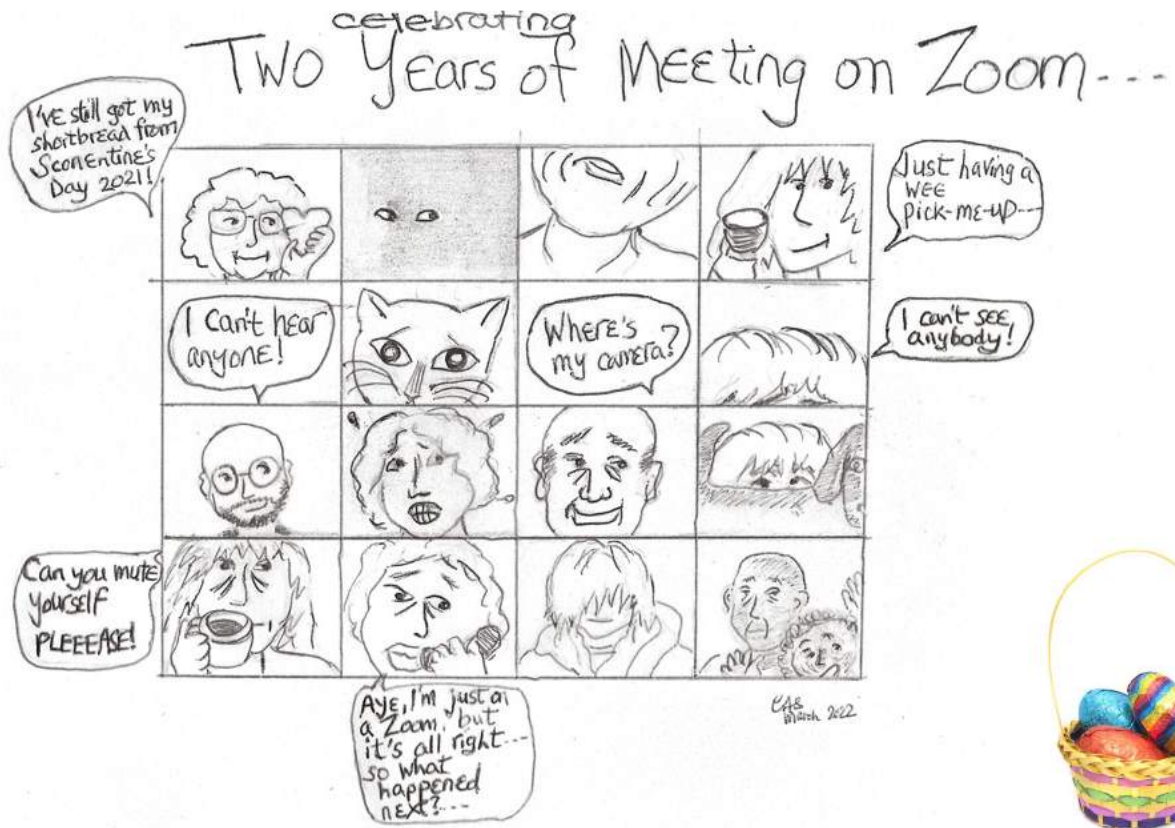 celebrating
Two Years of Meeting on Zoom....
I've still got my
shortbread from
SconEntine's
Day 2021!
Just having a
wee
pick-me-up---
I can't hear
anyone!
Where's
my camera?
I can't see
anybody!
Can you mute
yourself
PLEEEASE!
Aye, I'm just on
a Zoom, but
it's all right---
so what
happened
next?....
March 2022